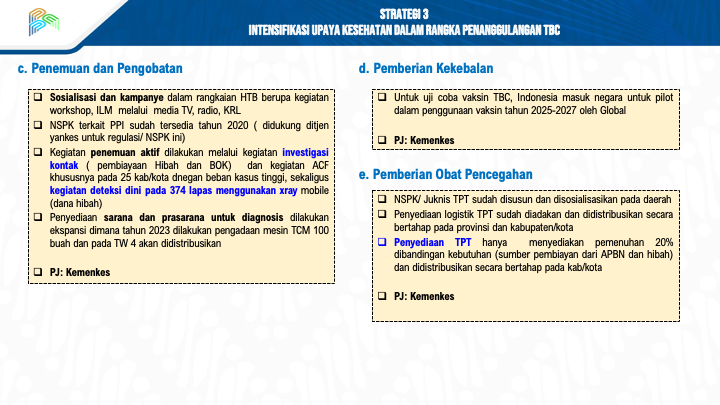 STRATEGI 3
INTENSIFIKASI UPAYA KESEHATAN DALAM RANGKA PENANGGULANGAN TBC
c. Penemuan dan Pengobatan
❑ Sosialisasi dan kampanye dalam rangkaian HTB berupa kegiatan
workshop, ILM melalui media TV, radio, KRL
❑ NSPK terkait PPI sudah tersedia tahun 2020 ( didukung ditjen
yankes untuk regulasi/ NSPK ini)
❑ Kegiatan penemuan aktif dilakukan melalui kegiatan investigasi
kontak ( pembiayaan Hibah dan BOK) dan kegiatan ACF
khususnya pada 25 kab/kota dnegan beban kasus tinggi, sekaligus
kegiatan deteksi dini pada 374 lapas menggunakan xray mobile
(dana hibah)
❑ Penyediaan sarana dan prasarana untuk diagnosis dilakukan
ekspansi dimana tahun 2023 dilakukan pengadaan mesin TCM 100
buah dan pada TW 4 akan didistribusikan
❑ PJ: Kemenkes
d. Pemberian Kekebalan
❑ Untuk uji coba vaksin TBC, Indonesia masuk negara untuk pilot
dalam penggunaan vaksin tahun 2025-2027 oleh Global
❑ PJ: Kemenkes
e. Pemberian Obat Pencegahan
❑ NSPK/ Juknis TPT sudah disusun dan disosialisasikan pada daerah
❑ Penyediaan logistik TPT sudah diadakan dan didistribusikan secara
bertahap pada provinsi dan kabupaten/kota
❑ Penyediaan TPT hanya menyediakan pemenuhan 20%
dibandingan kebutuhan (sumber pembiayan dari APBN dan hibah)
dan didistribusikan secara bertahap pada kab/kota
❑ PJ: Kemenkes